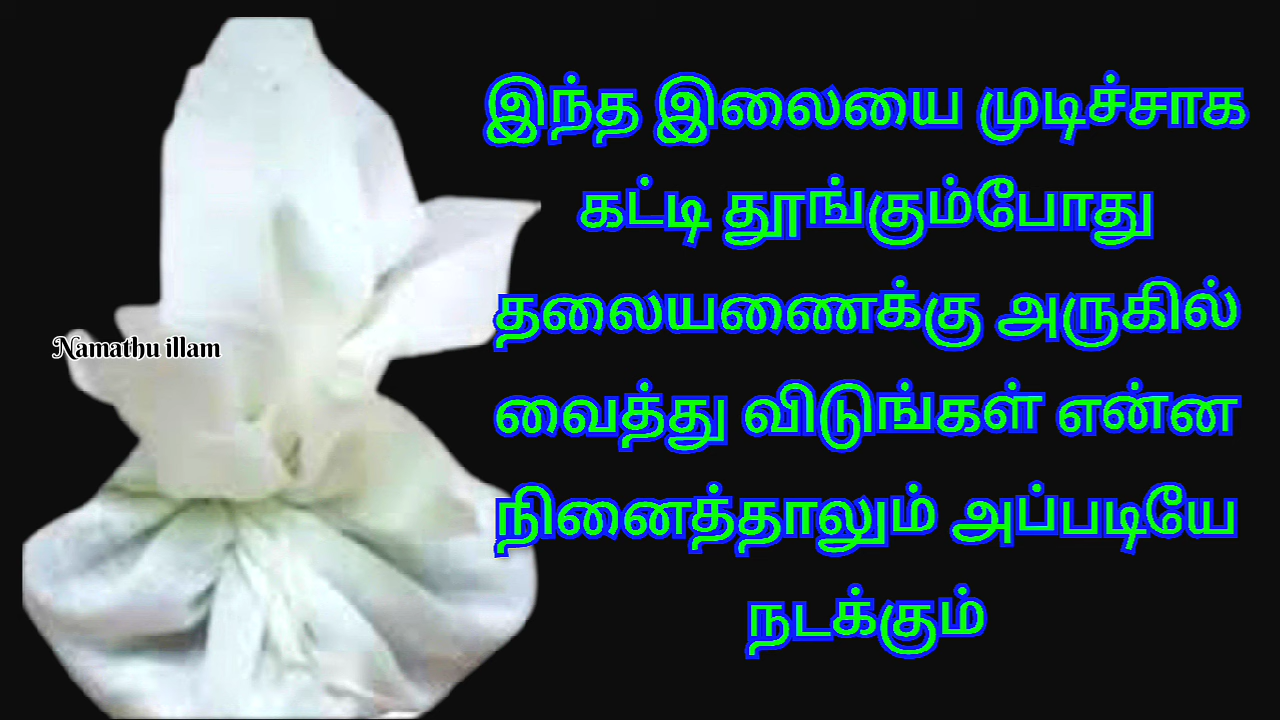 இந்த இலையை முடிச்சாக
கட்டி தூங்கும்போது
தலையணைக்கு அருகில்
வைத்து விடுங்கள் என்ன
நினைத்தாலும் அப்படியே
நடக்கும்
Namathu illam